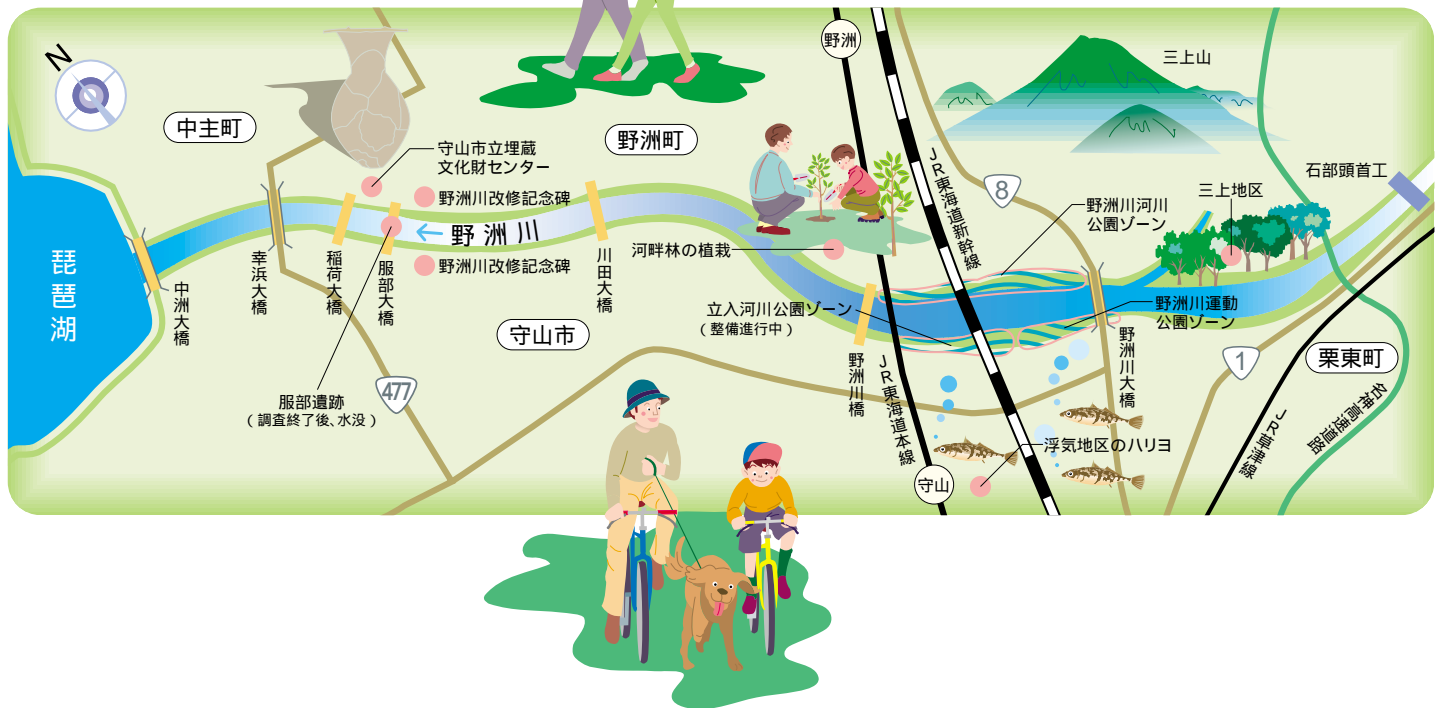 N
中主町
守山市立埋蔵
文化財センター
野洲川改修記念碑
野洲川
野洲川改修記念碑
野洲町
野洲
三上山
石部頭首工
三上地区
8
JR東海道新幹線
野洲川河川
公園ゾーン
河畔林の植栽
琵琶湖
中洲大橋
幸浜大橋
稲荷大橋
服部大橋
川田大橋
立入河川公園ゾーン
(整備進行中)
野洲川運動
公園ゾーン
守山市
野洲川橋
JR東海道本線
野洲川大橋
1
栗東町
477
服部遺跡
(調査終了後、水没)
浮気地区のハリヨ
守山
JR草津線
名神高速道路